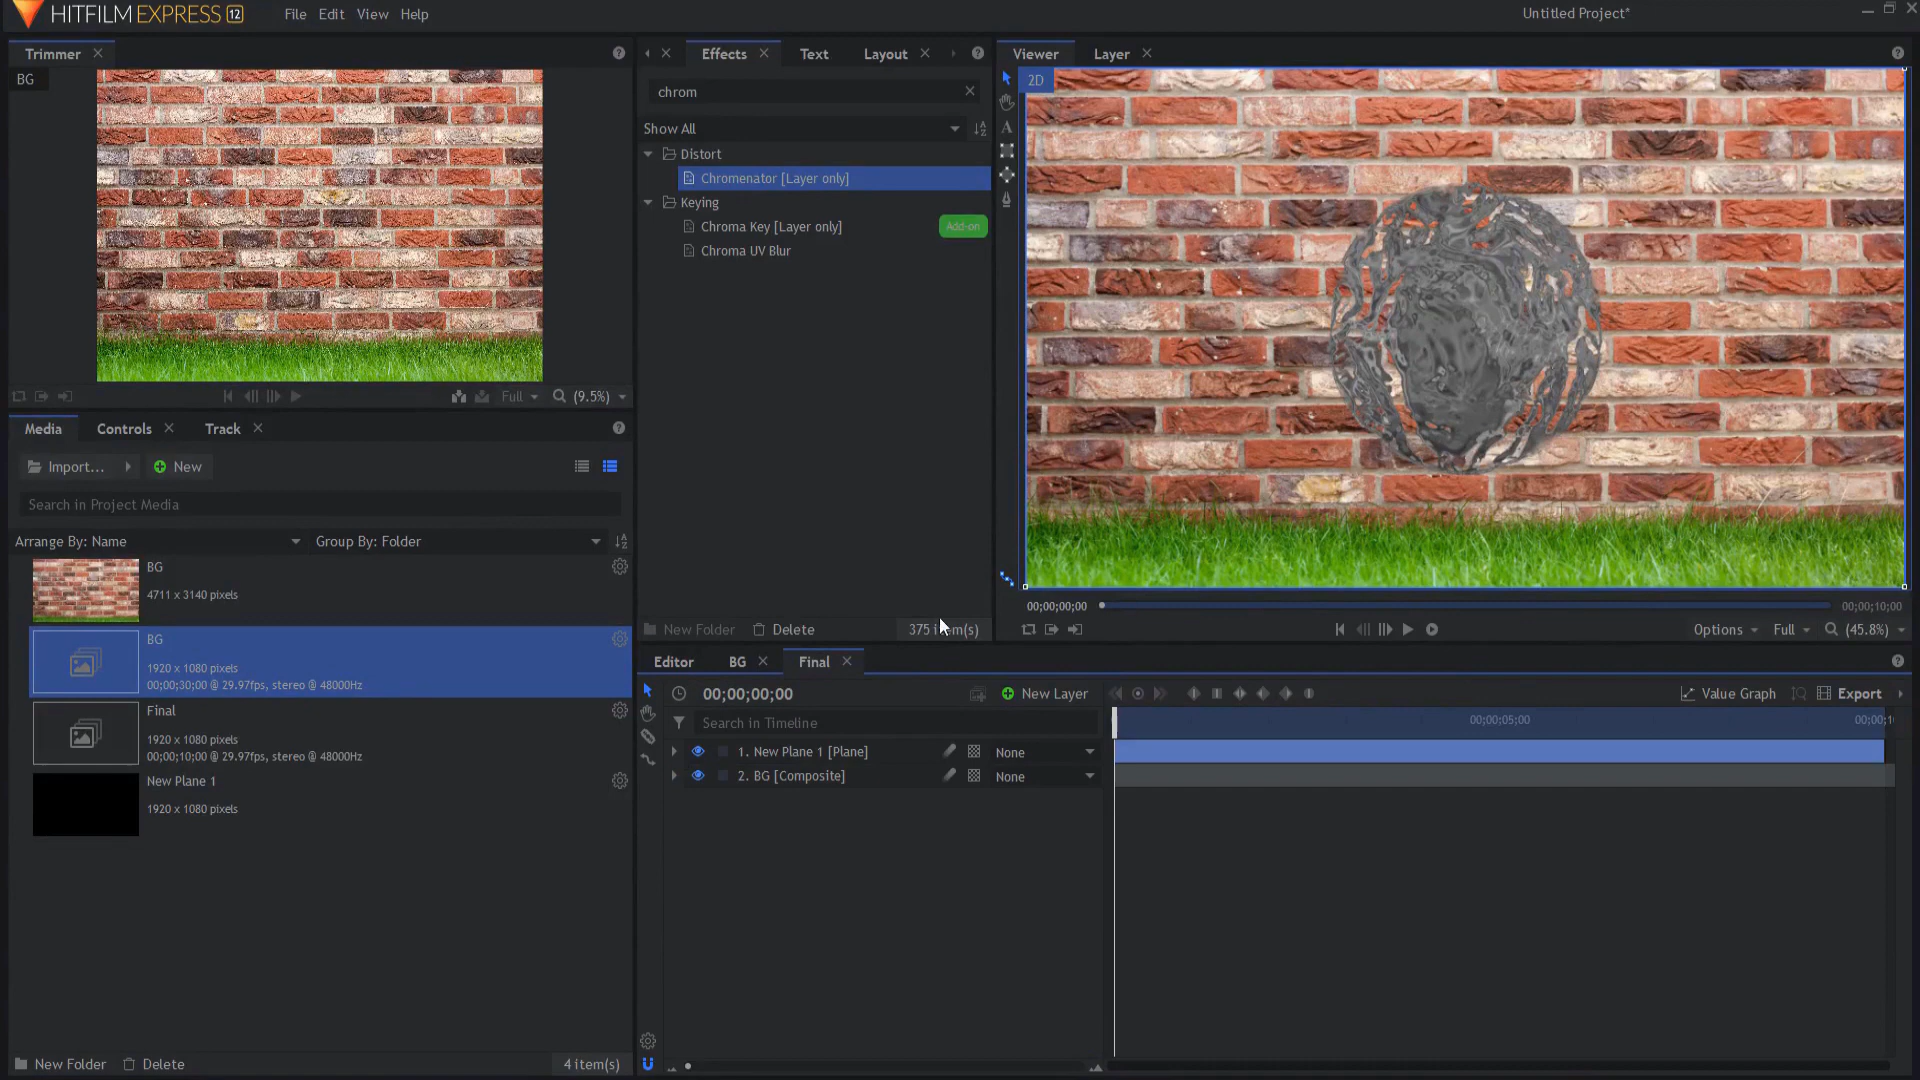 HITFILM EXPRESS 12
File Edit View Help
Untitled Project*
Trimmer
BG
Full
(9.5%)
Media
Controls
Track
Import...
New
Search in Project Media
Arrange By: Name
Group By: Folder
BG
4711 x 3140 pixels
BG
1920 x 1080 pixels
00;00;30;00 @ 29.97fps, stereo @ 48000Hz
Final
1920 x 1080 pixels
00;00;10;00 @ 29.97fps, stereo @ 48000Hz
New Plane 1
1920 x 1080 pixels
New Folder
Delete
4 item(s)
Effects
Text
Layout
chrom
Show All
Distort
Chromenator [Layer only]
Keying
Chroma Key [Layer only]
Add-on
Chroma UV Blur
New Folder
Delete
375 item(s)
Viewer
Layer
2D
00;00;00;00
00;00;10;00
Options
Full
(45.8%)
Editor
BG
Final
00;00;00;00
New Layer
Value Graph
Export
Search in Timeline
00;00;05;00
00;00;1
1. New Plane 1 [Plane]
None
2. BG [Composite]
None